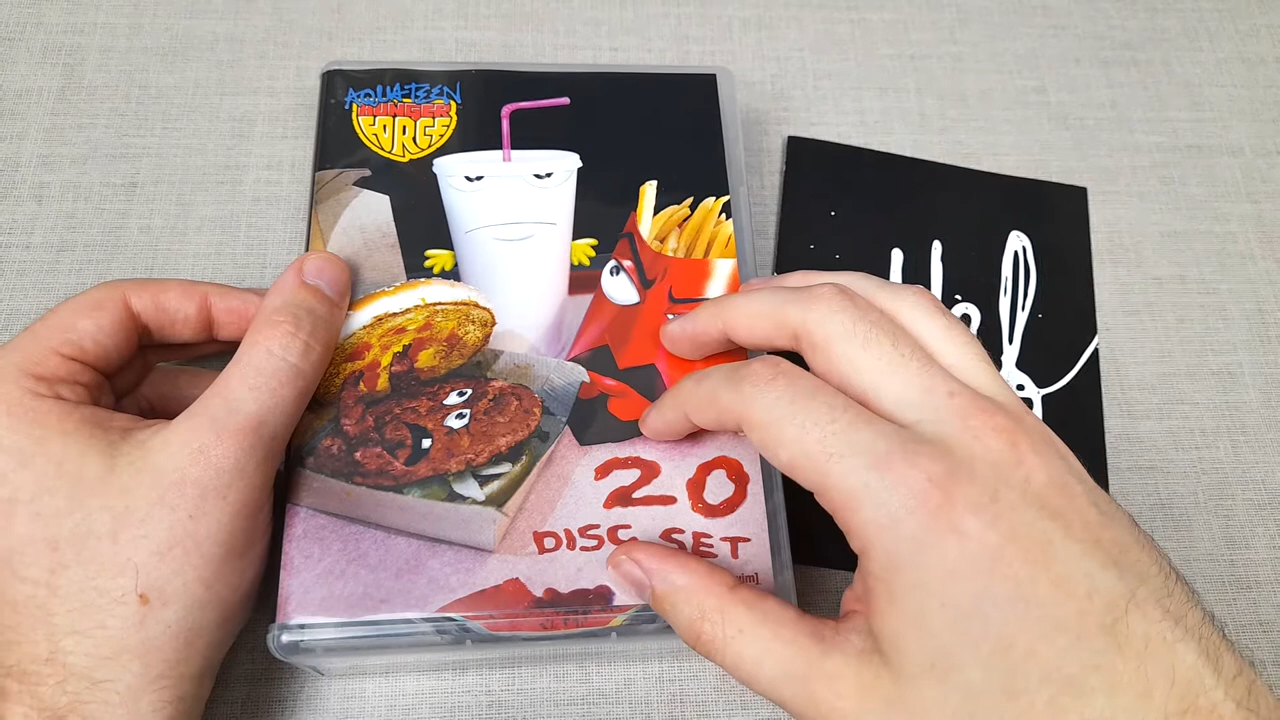 AQUA TEEN
HUNGER
FORCE
20
DISC SET